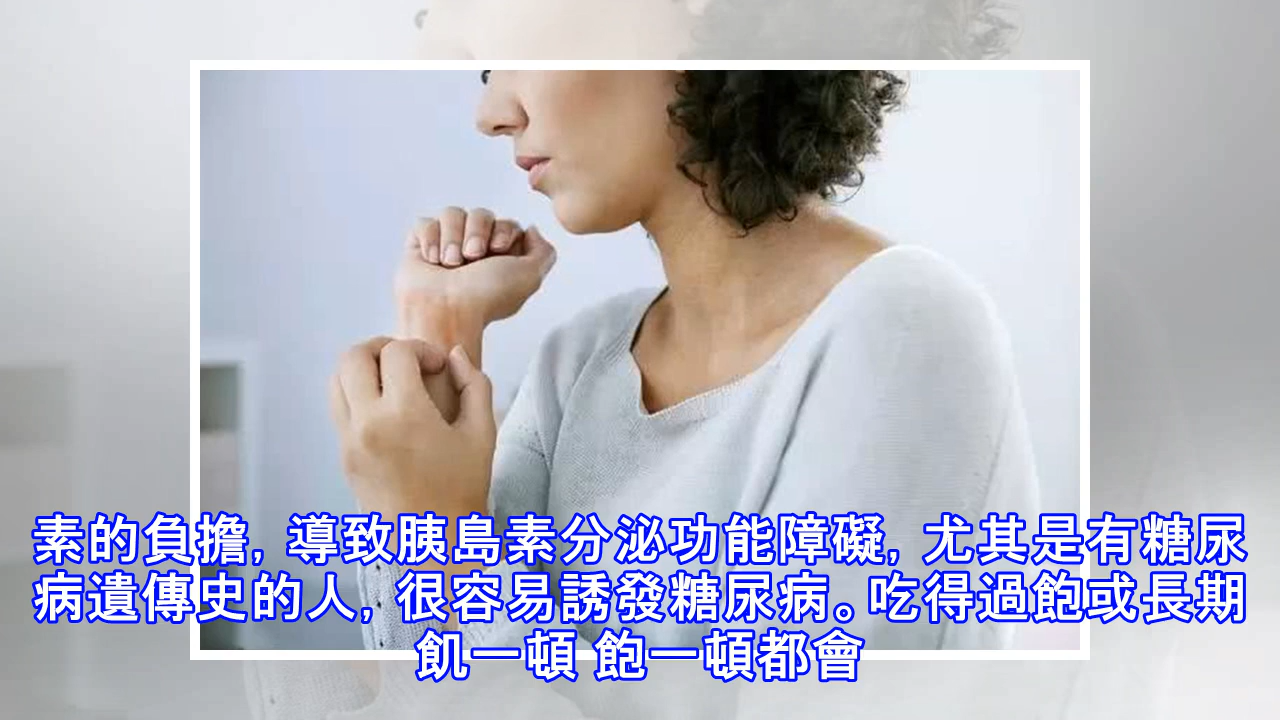 素的負擔, 導致胰島素分泌功能障礙, 尤其是有糖尿
病遺傳史的人, 很容易誘發糖尿病。吃得過飽或長期
飢一頓 飽一頓都會